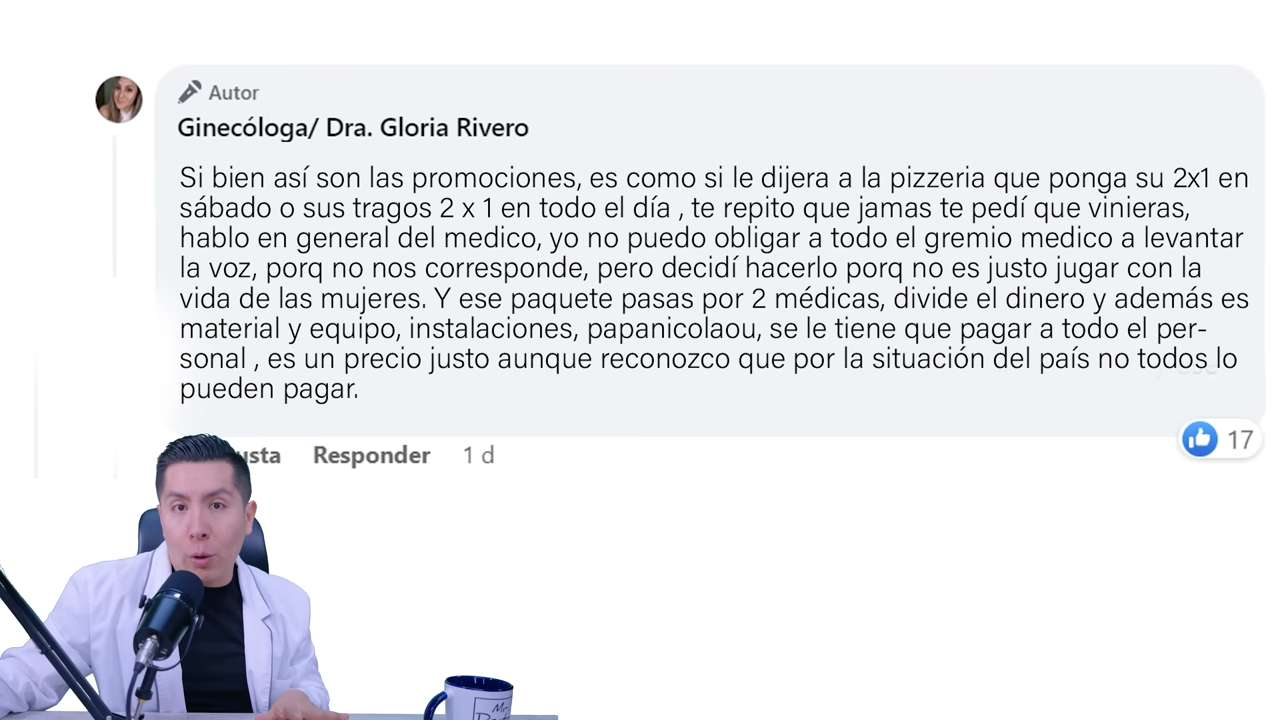 Autor
Ginecóloga/ Dra. Gloria Rivero
Si bien así son las promociones, es como si le dijera a la pizzeria que ponga su 2x1 en
sábado o sus tragos 2 x 1 en todo el día , te repito que jamas te pedí que vinieras,
hablo en general del medico, yo no puedo obligar a todo el gremio medico a levantar
la voz, porq no nos corresponde, pero decidí hacerlo porq no es justo jugar con la
vida de las mujeres. Y ese paquete pasas por 2 médicas, divide el dinero y además es
material y equipo, instalaciones, papanicolaou, se le tiene que pagar a todo el per-
sonal , es un precio justo aunque reconozco que por la situación del país no todos lo
pueden pagar.
usta Responder 1 d
17
Mr.